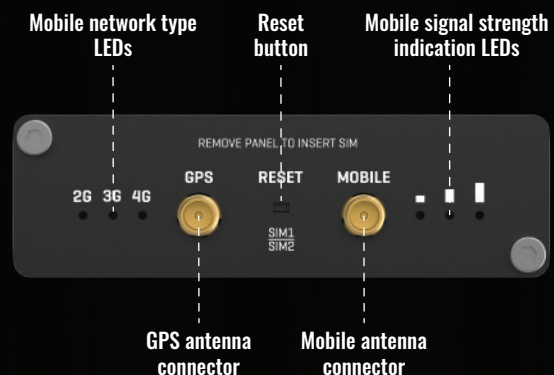 Mobile network type
LEDs
Reset
button
Mobile signal strength
indication LEDs
REMOVE PANEL TO INSERT SIM
GPS
RESET
MOBILE
2G 3G 4G
SIM1
SIM2
GPS antenna
connector
Mobile antenna
connector